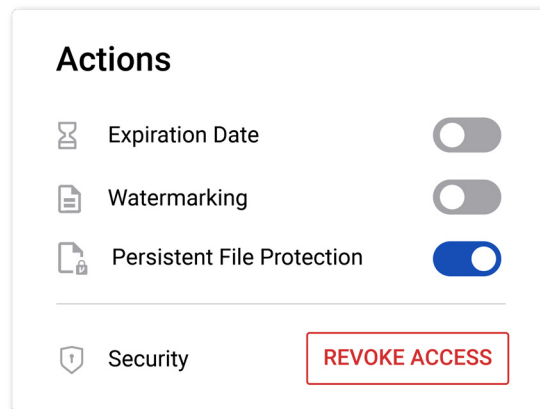 Actions
Expiration Date
Watermarking
Persistent File Protection
Security
REVOKE ACCESS